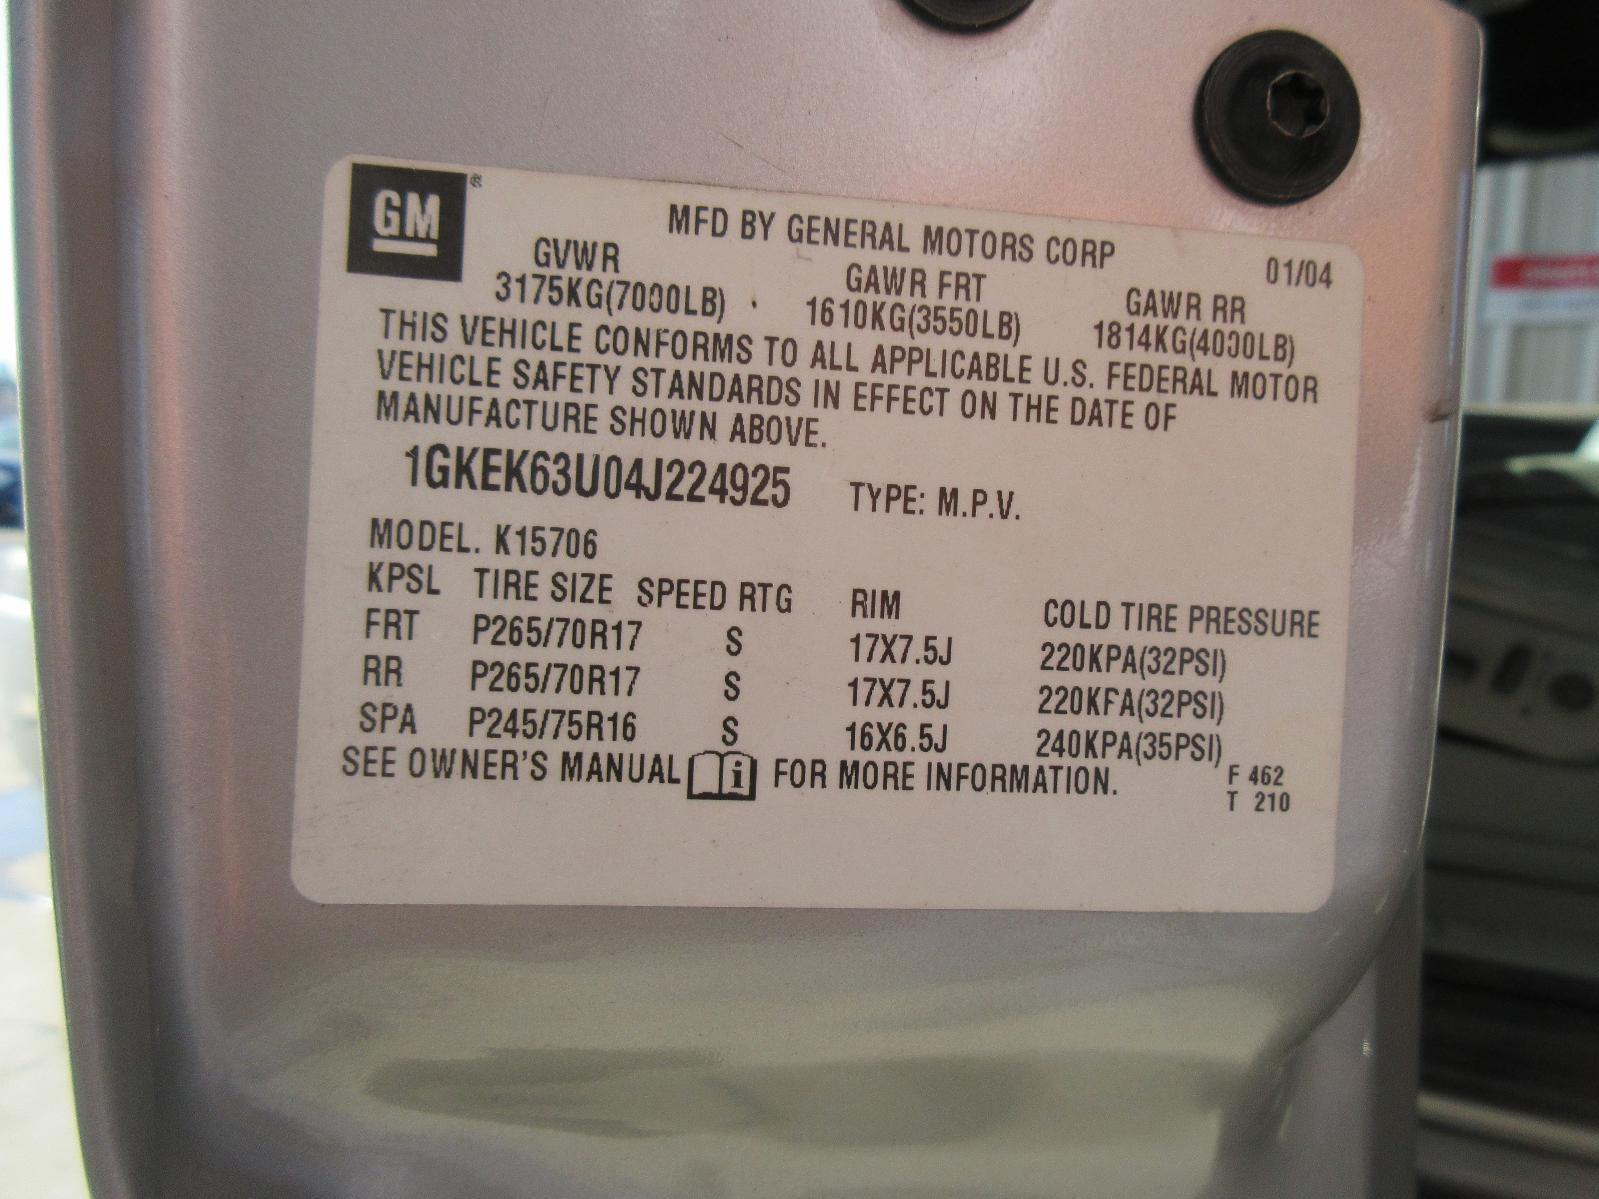 GM®
MFD BY GENERAL MOTORS CORP 01/04
GVWR GAWR FRT GAWR RR
3175KG(7000LB) 1610KG(3550LB) 1814KG(4000LB)
THIS VEHICLE CONFORMS TO ALL APPLICABLE U.S. FEDERAL MOTOR
VEHICLE SAFETY STANDARDS IN EFFECT ON THE DATE OF
MANUFACTURE SHOWN ABOVE.
1GKEK63U04J224925 TYPE: M.P.V.
MODEL. K15706
KPSL TIRE SIZE SPEED RTG RIM COLD TIRE PRESSURE
FRT P265/70R17 S 17X7.5J 220KPA(32PSI)
RR P265/70R17 S 17X7.5J 220KPA(32PSI)
SPA P245/75R16 S 16X6.5J 240KPA(35PSI)
SEE OWNER'S MANUAL i FOR MORE INFORMATION.
F 462
T 210